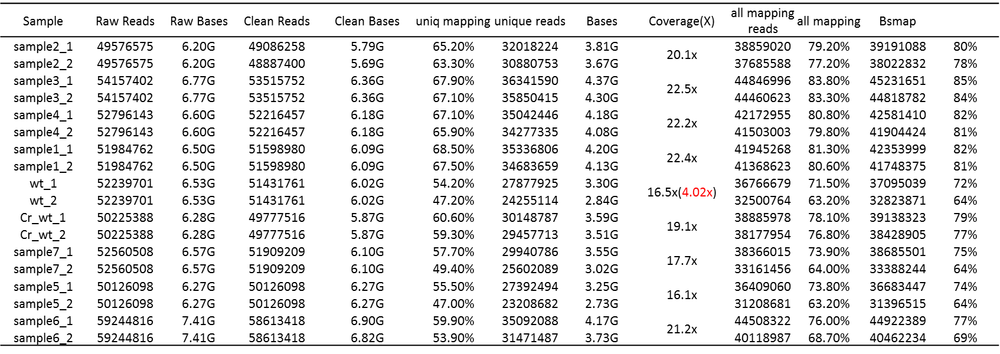 Sample Raw Reads Raw Bases Clean Reads Clean Bases uniq mapping unique reads Bases Coverage(X) all mapping reads all mapping Bsmap
sample2_1 49576575 6.20G 49086258 5.79G 65.20% 32018224 3.81G 20.1x 38859020 79.20% 39191088 80%
sample2_2 49576575 6.20G 48887400 5.69G 63.30% 30880753 3.67G 37685588 77.20% 38022832 78%
sample3_1 54157402 6.77G 53515752 6.36G 67.90% 36341590 4.37G 22.5x 44846996 83.80% 45231651 85%
sample3_2 54157402 6.77G 53515752 6.36G 67.10% 35850415 4.30G 44460623 83.30% 44818782 84%
sample4_1 52796143 6.60G 52216457 6.18G 67.10% 35042446 4.18G 22.2x 42172955 80.80% 42581410 82%
sample4_2 52796143 6.60G 52216457 6.18G 65.90% 34277335 4.08G 41503003 79.80% 41904424 81%
sample1_1 51984762 6.50G 51598980 6.09G 68.50% 35336806 4.20G 22.4x 41945268 81.30% 42353999 82%
sample1_2 51984762 6.50G 51598980 6.09G 67.50% 34683659 4.13G 41368623 80.60% 41748375 81%
wt_1 52239701 6.53G 51431761 6.02G 54.20% 27877925 3.30G 16.5x(4.02x) 36766679 71.50% 37095039 72%
wt_2 52239701 6.53G 51431761 6.02G 47.20% 24255114 2.84G 32500764 63.20% 32823871 64%
Cr_wt_1 50225388 6.28G 49777516 5.87G 60.60% 30148787 3.59G 19.1x 38885978 78.10% 39138323 79%
Cr_wt_2 50225388 6.28G 49777516 5.87G 59.30% 29457713 3.51G 38177954 76.80% 38428905 77%
sample7_1 52560508 6.57G 51909209 6.10G 57.70% 29940786 3.55G 17.7x 38366015 73.90% 38685501 75%
sample7_2 52560508 6.57G 51909209 6.10G 49.40% 25602089 3.02G 33161456 64.00% 33388244 64%
sample5_1 50126098 6.27G 50126098 6.27G 55.50% 27392494 3.25G 16.1x 36409060 73.80% 36683447 74%
sample5_2 50126098 6.27G 50126098 6.27G 47.00% 23208682 2.73G 31208681 63.20% 31396515 64%
sample6_1 59244816 7.41G 58613418 6.90G 59.90% 35092088 4.17G 21.2x 44508322 76.00% 44922389 77%
sample6_2 59244816 7.41G 58613418 6.82G 53.90% 31471487 3.73G 40118987 68.70% 40462234 69%